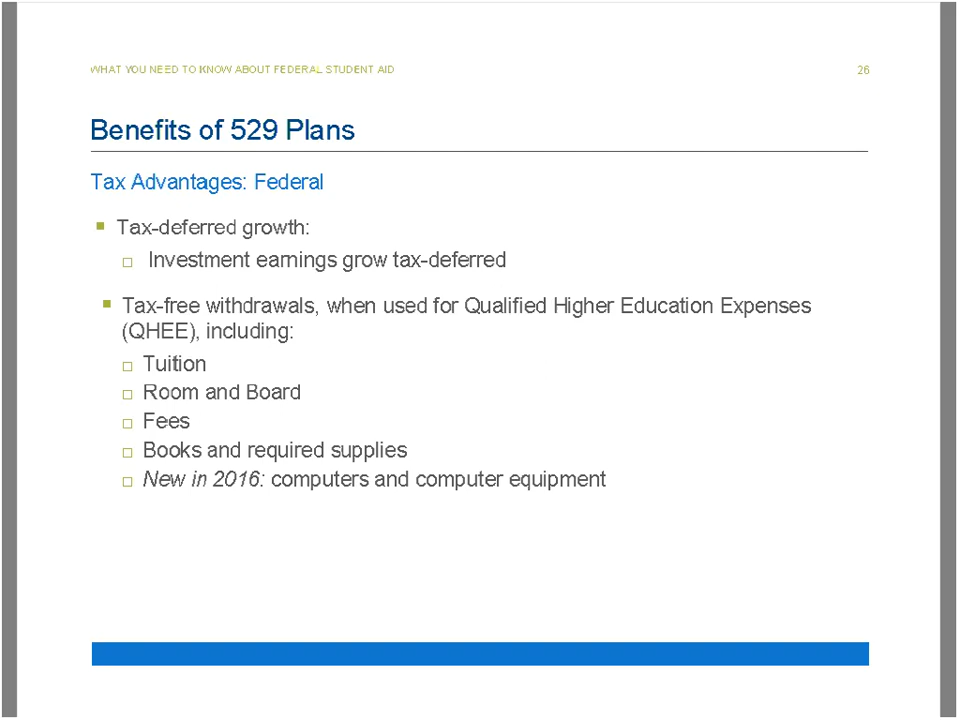 WHAT YOU NEED TO KNOW ABOUT FEDERAL STUDENT AID
26
Benefits of 529 Plans
Tax Advantages: Federal
Tax-deferred growth:
Investment earnings grow tax-deferred
Tax-free withdrawals, when used for Qualified Higher Education Expenses
(QHEE), including:
Tuition
Room and Board
Fees
Books and required supplies
New in 2016: computers and computer equipment